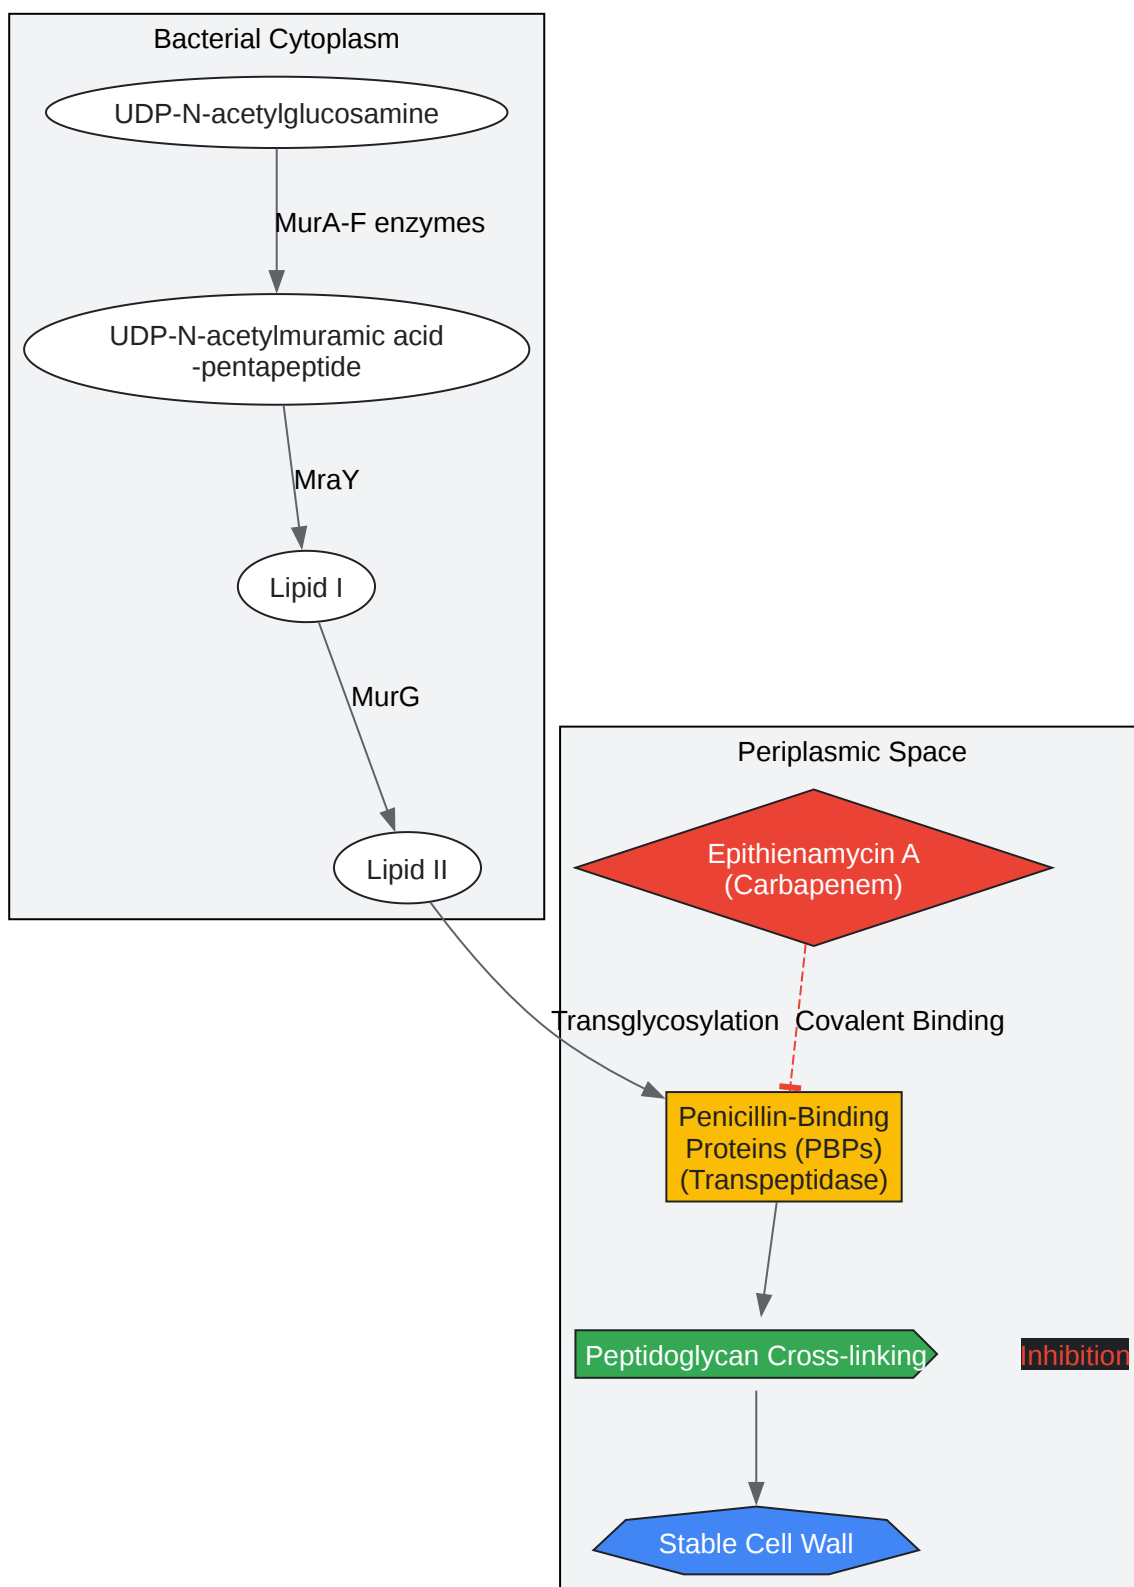 Bacterial Cytoplasm
UDP-N-acetylglucosamine
MurA-F enzymes
UDP-N-acetylmuramic acid
-pentapeptide
MraY
Lipid I
MurG
Lipid II
Periplasmic Space
Epithienamycin A
(Carbapenem)
Transglycosylation
Covalent Binding
Penicillin-Binding
Proteins (PBPs)
(Transpeptidase)
Peptidoglycan Cross-linking
Inhibition
Stable Cell Wall